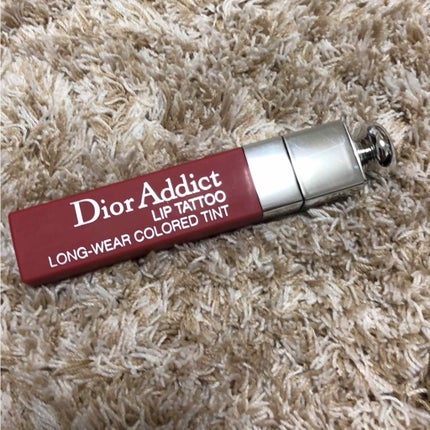 Dior Addict
LIP TATTOO
LONG-WEAR COLORED TINT